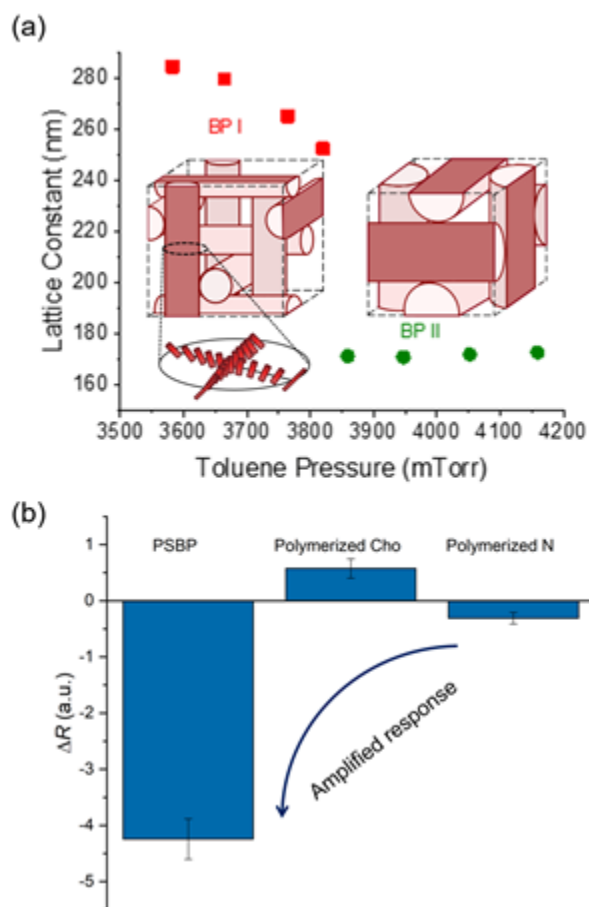 (a)
Lattice Constant (nm)
280
260
240
220
200
180
160
BP I
BP II
3500 3600 3700 3800 3900 4000 4100 4200
Toluene Pressure (mTorr)
(b)
PSBP Polymerized Cho Polymerized N
ΔR (a.u.)
1
0
-1
-2
-3
-4
-5
Amplified response